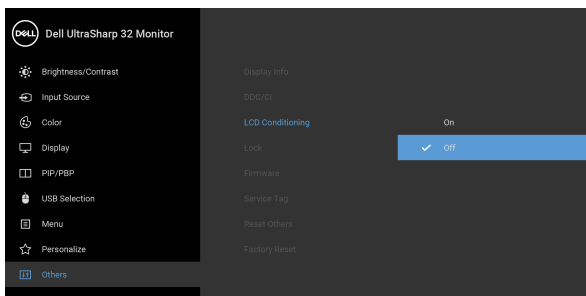 DELL Dell UltraSharp 32 Monitor
Brightness/Contrast
Display Info
Input Source
DDC/CI
Color
LCD Conditioning
On
Display
Lock
Off
PIP/PBP
Firmware
USB Selection
Service Tag
Menu
Reset Others
Personalize
Factory Reset
Others